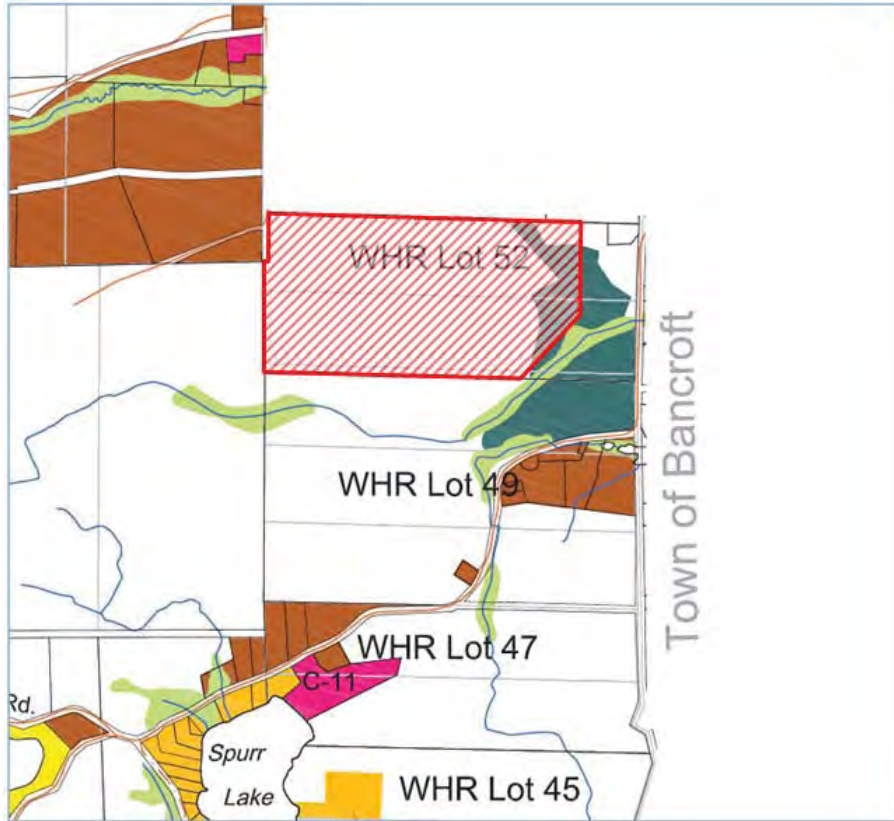 WHR Lot 52
Town of Bancroft
WHR Lot 49
WHR Lot 47
C-11
Rd.
Spurr
Lake
WHR Lot 45